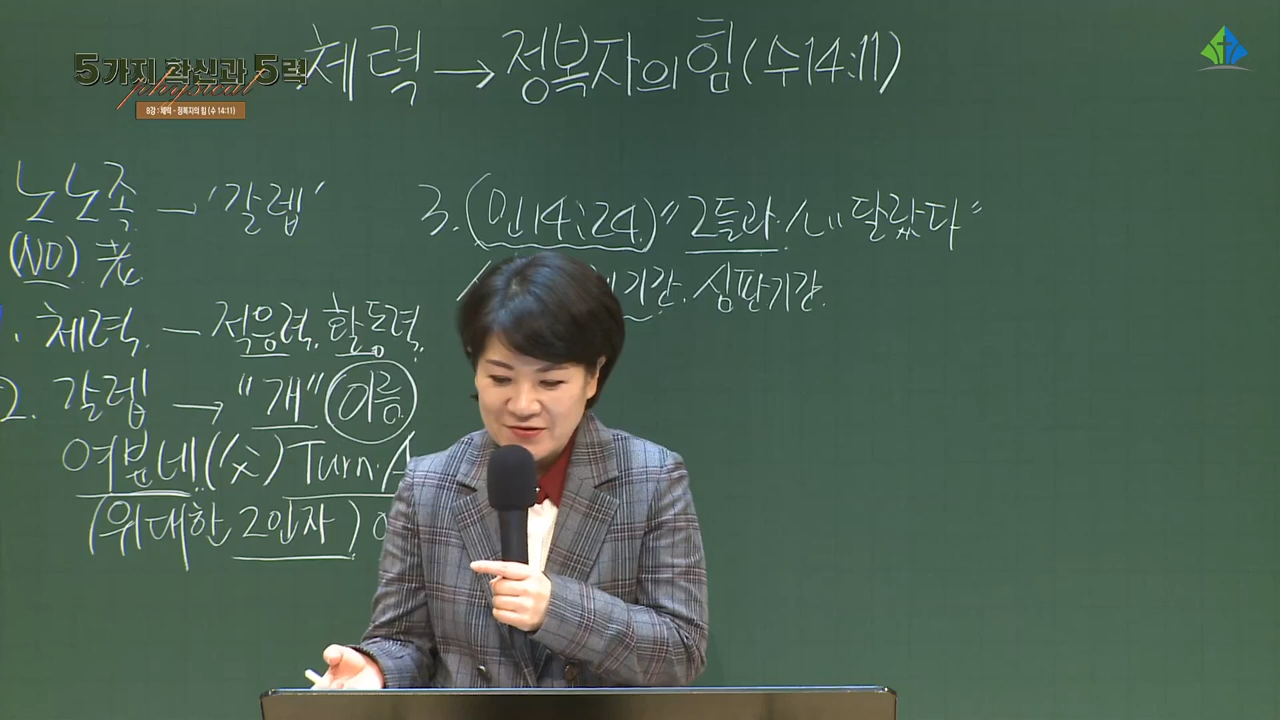 5가지 확신과 5력
physical
8강 : 체력 - 정복자의 힘 (수 14:11)
체력 → 정복자의 힘 (수14:11)
노노족 - '갈렙'
(NO) 老
1. 체력 - 적응력. 활동력.
2. 갈렙 → "개" 이름
여분네 (父) Turn. A
(위대한 2인자)
3. (민14:24) "그들과 달랐다"
기간. 심판기간.